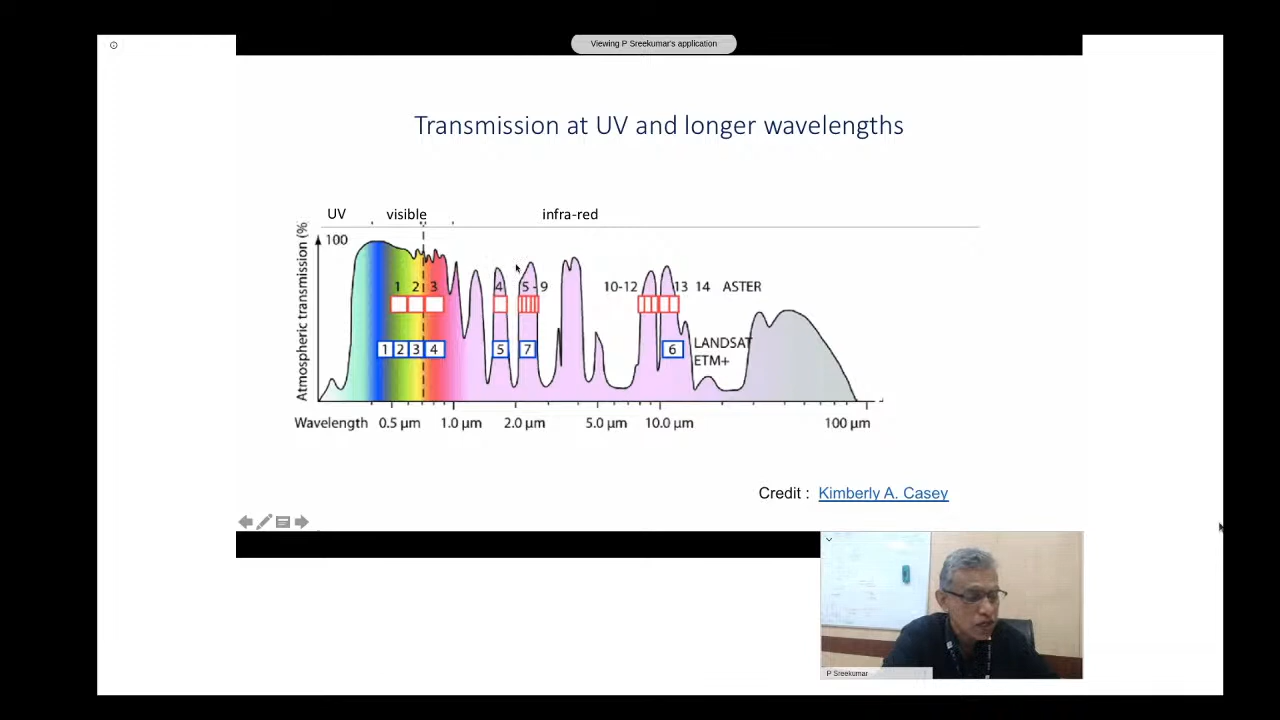 Viewing P Sreekumar's application
Transmission at UV and longer wavelengths
UV visible infra-red
Atmospheric transmission (%
100
1 2 3 4 5 - 9 10-12 13 14 ASTER
1 2 3 4 5 7 6 LANDSAT
ETM+
Wavelength 0.5 µm 1.0 µm 2.0 µm 5.0 µm 10.0 µm 100 µm
Credit : Kimberly A. Casey
P Sreekumar